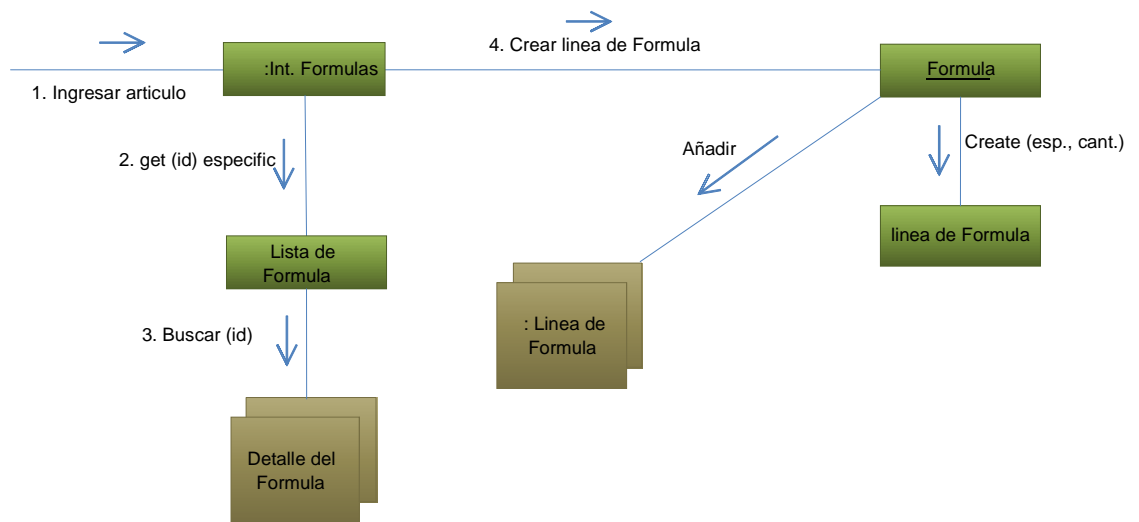 4. Crear linea de Formula
:Int. Formulas
Formula
1. Ingresar articulo
Añadir
Create (esp., cant.)
2. get (id) especific
linea de Formula
Lista de
Formula
: Linea de
Formula
3. Buscar (id)
Detalle del
Formula